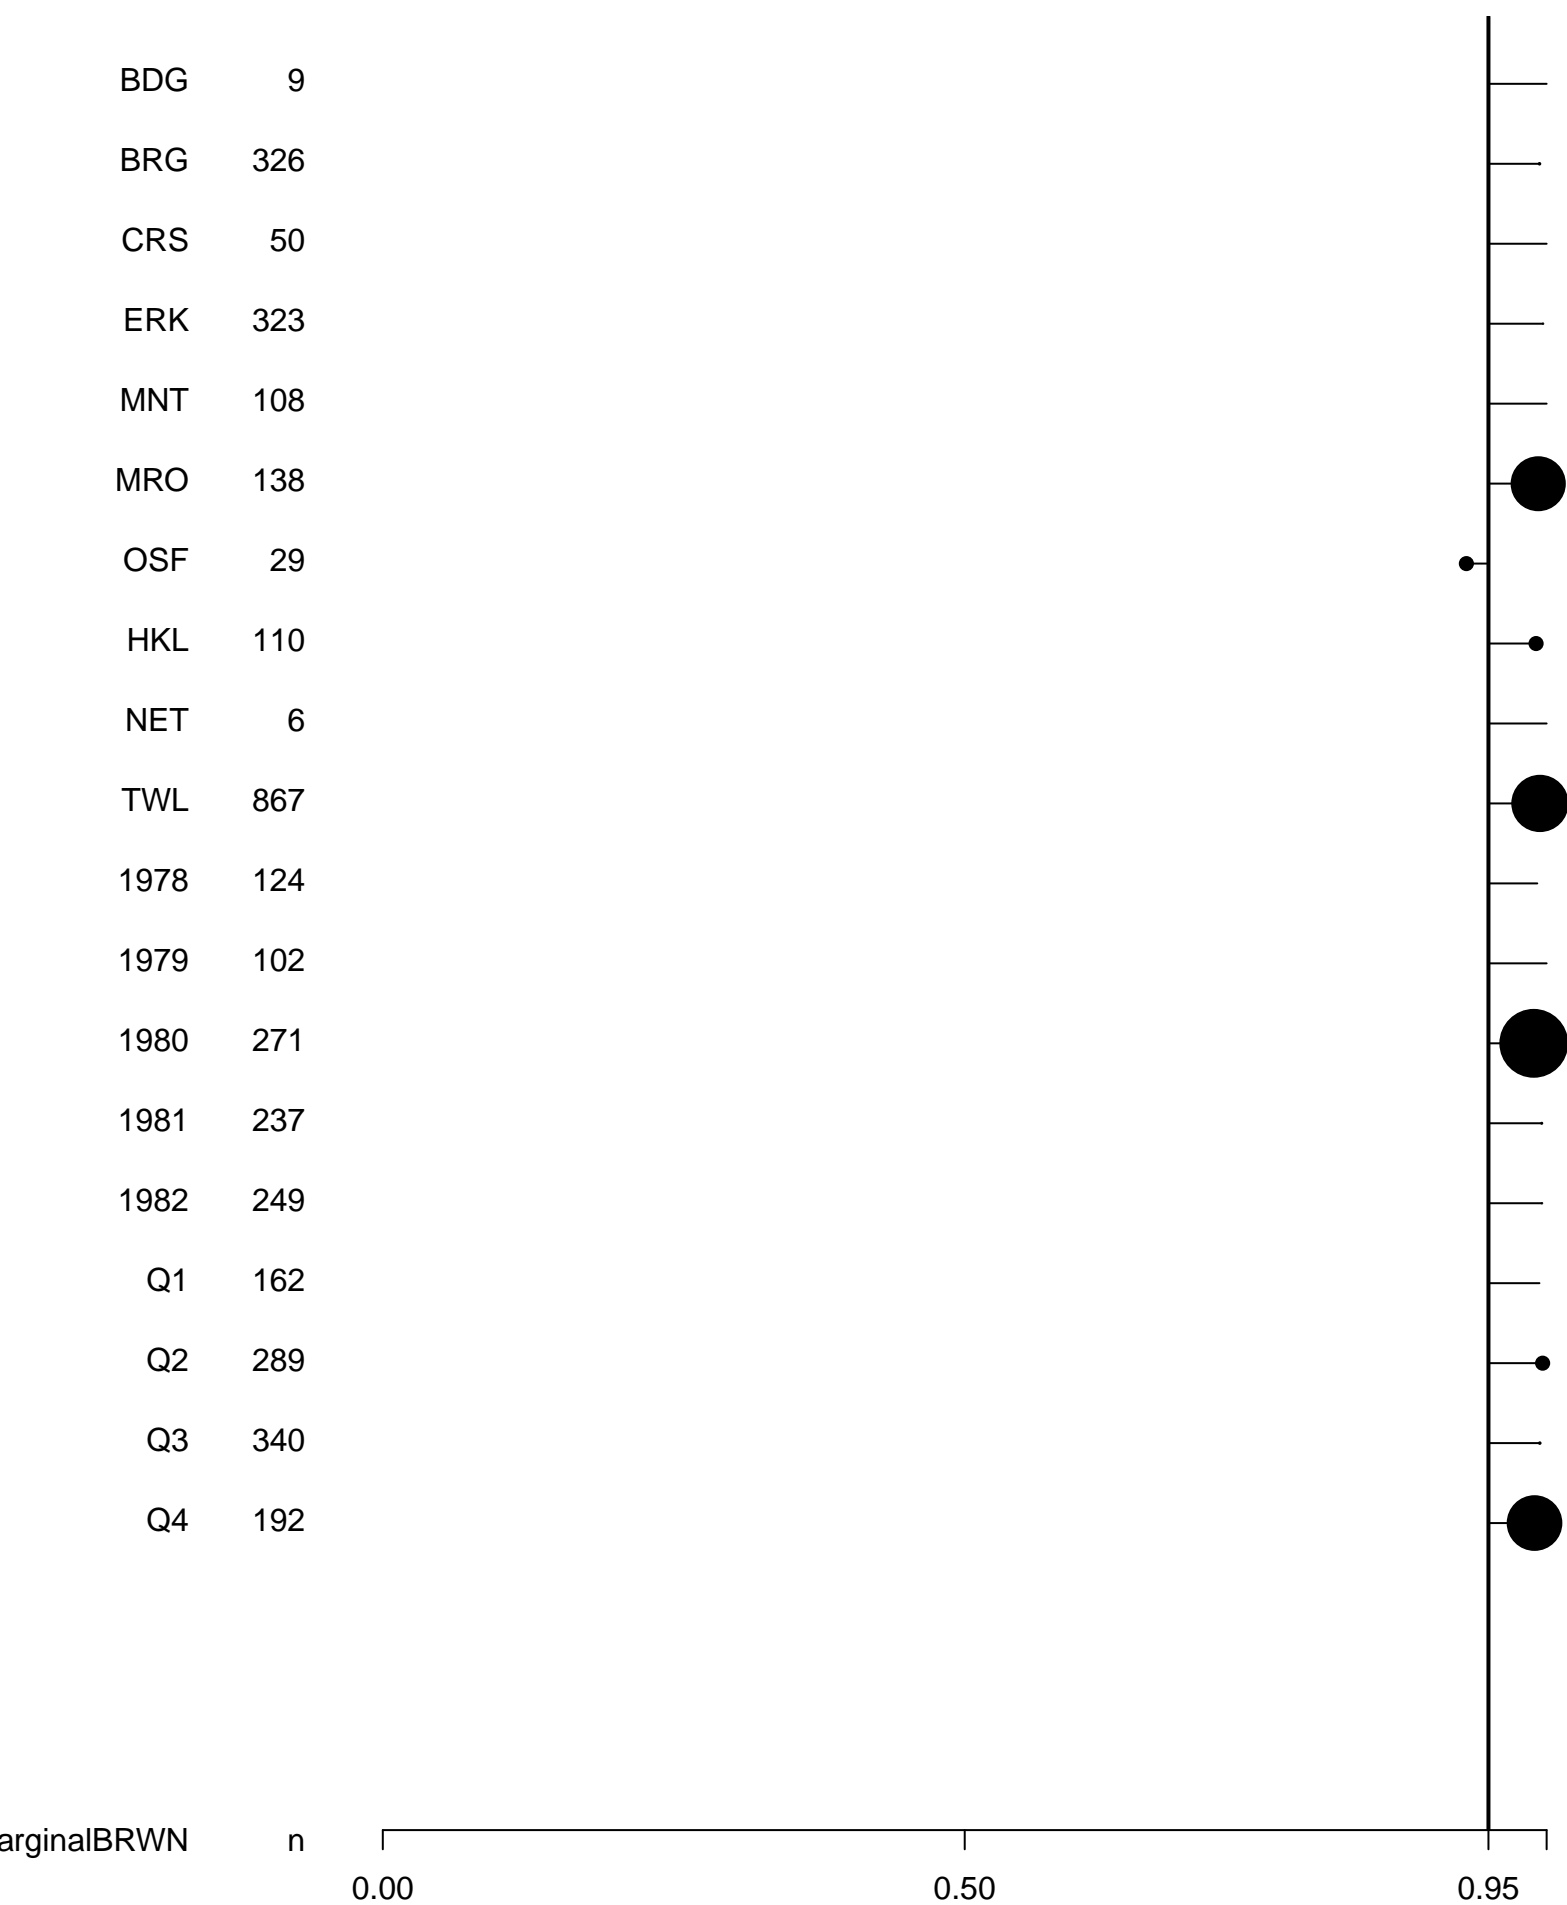 BDG 9
BRG 326
CRS 50
ERK 323
MNT 108
MRO 138
OSF 29
HKL 110
NET 6
TWL 867
1978 124
1979 102
1980 271
1981 237
1982 249
Q1 162
Q2 289
Q3 340
Q4 192
arginalBRWN n
0.00 0.50 0.95